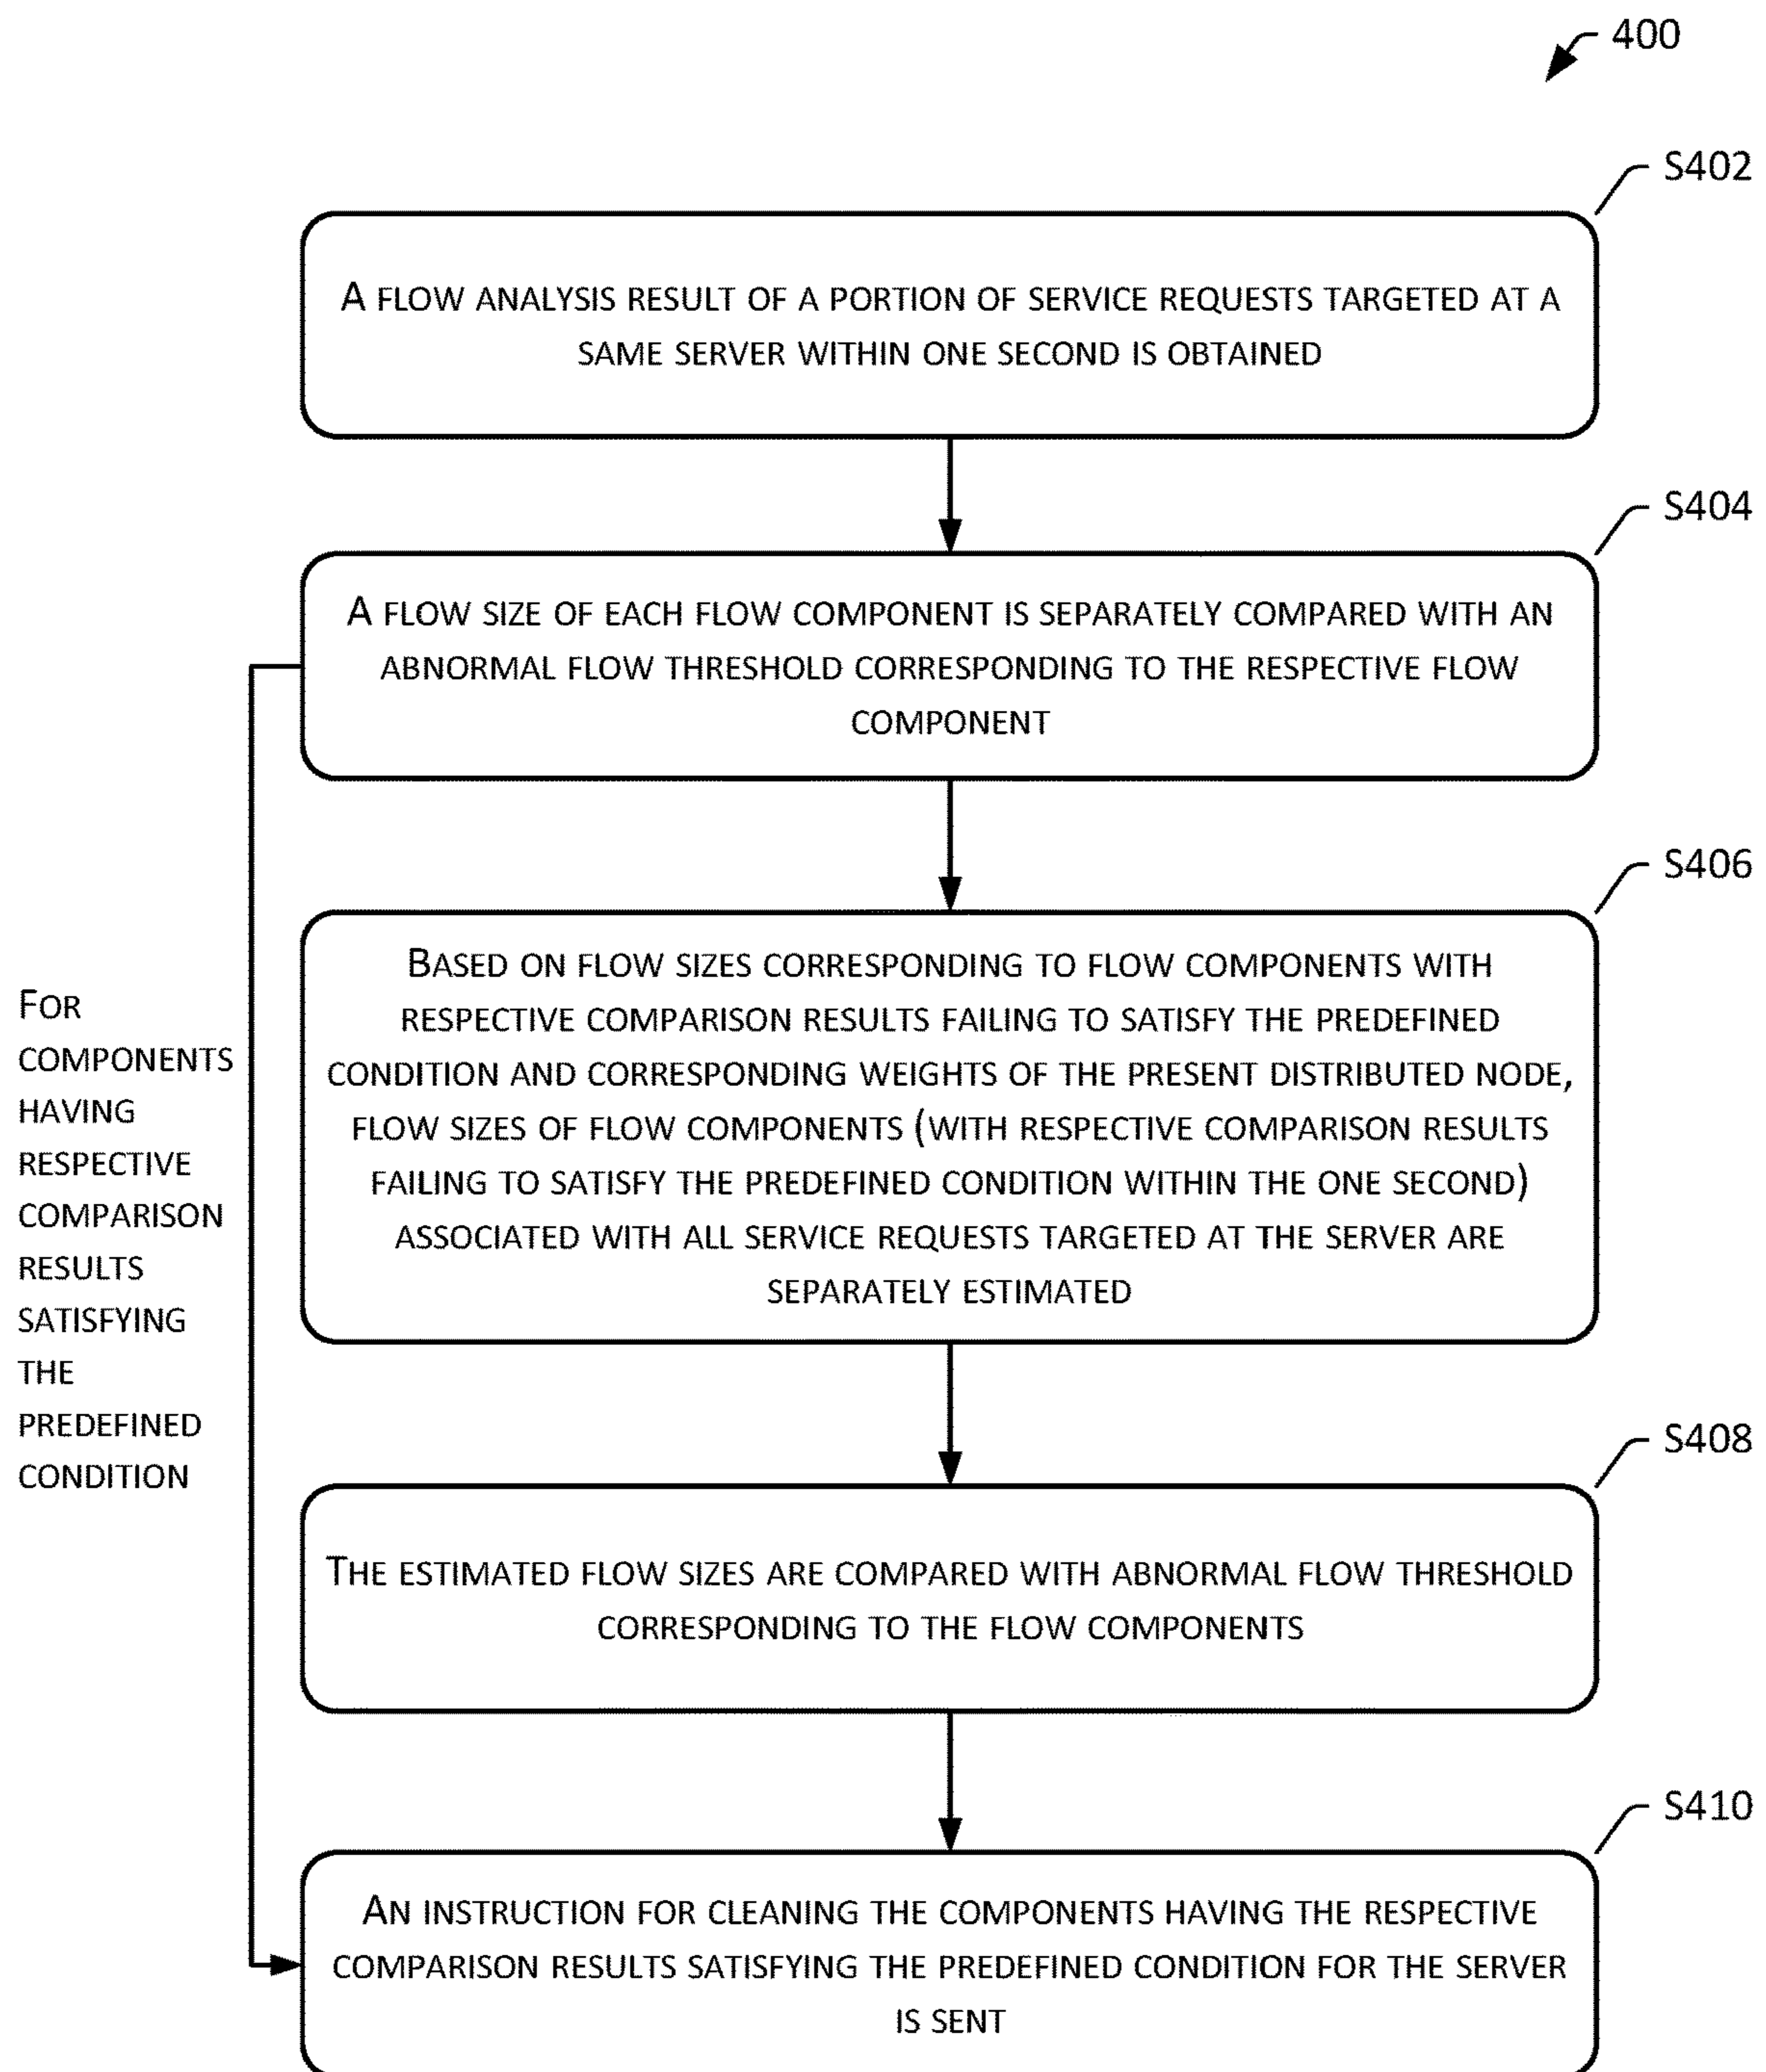 400
S402
A FLOW ANALYSIS RESULT OF A PORTION OF SERVICE REQUESTS TARGETED AT A
SAME SERVER WITHIN ONE SECOND IS OBTAINED
S404
A FLOW SIZE OF EACH FLOW COMPONENT IS SEPARATELY COMPARED WITH AN
ABNORMAL FLOW THRESHOLD CORRESPONDING TO THE RESPECTIVE FLOW
COMPONENT
S406
BASED ON FLOW SIZES CORRESPONDING TO FLOW COMPONENTS WITH
RESPECTIVE COMPARISON RESULTS FAILING TO SATISFY THE PREDEFINED
CONDITION AND CORRESPONDING WEIGHTS OF THE PRESENT DISTRIBUTED NODE,
FLOW SIZES OF FLOW COMPONENTS (WITH RESPECTIVE COMPARISON RESULTS
FAILING TO SATISFY THE PREDEFINED CONDITION WITHIN THE ONE SECOND)
ASSOCIATED WITH ALL SERVICE REQUESTS TARGETED AT THE SERVER ARE
SEPARATELY ESTIMATED
FOR
COMPONENTS
HAVING
RESPECTIVE
COMPARISON
RESULTS
SATISFYING
THE
PREDEFINED
CONDITION
S408
THE ESTIMATED FLOW SIZES ARE COMPARED WITH ABNORMAL FLOW THRESHOLD
CORRESPONDING TO THE FLOW COMPONENTS
S410
AN INSTRUCTION FOR CLEANING THE COMPONENTS HAVING THE RESPECTIVE
COMPARISON RESULTS SATISFYING THE PREDEFINED CONDITION FOR THE SERVER
IS SENT